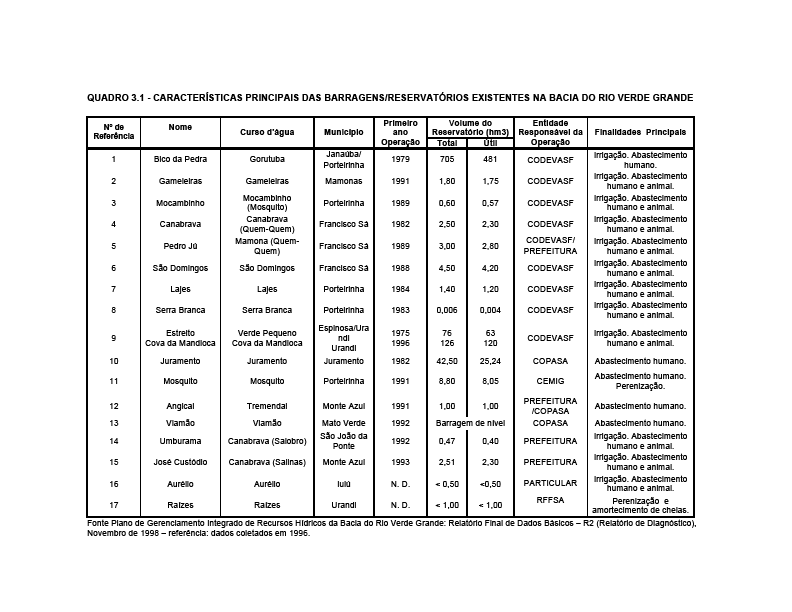 QUADRO 3.1 - CARACTERÍSTICAS PRINCIPAIS DAS BARRAGENS/RESERVATÓRIOS EXISTENTES NA BACIA DO RIO VERDE GRANDE
Nº de Referência Nome Curso d'água Município Primeiro ano Operação Volume do Reservatório (hm3) Total Útil Entidade Responsável da Operação Finalidades Principais
1 Bico da Pedra Gorutuba Janaúba/ Porteirinha 1979 705 481 CODEVASF Irrigação. Abastecimento humano.
2 Gameleiras Gameleiras Mamonas 1991 1,80 1,75 CODEVASF Irrigação. Abastecimento humano e animal.
3 Mocambinho Mocambinho (Mosquito) Porteirinha 1989 0,60 0,57 CODEVASF Irrigação. Abastecimento humano e animal.
4 Canabrava Canabrava (Quem-Quem) Francisco Sá 1982 2,50 2,30 CODEVASF Irrigação. Abastecimento humano e animal.
5 Pedro Jú Mamona (Quem-Quem) Francisco Sá 1989 3,00 2,80 CODEVASF/ PREFEITURA Irrigação. Abastecimento humano e animal.
6 São Domingos São Domingos Francisco Sá 1988 4,50 4,20 CODEVASF Irrigação. Abastecimento humano e animal.
7 Lajes Lajes Porteirinha 1984 1,40 1,20 CODEVASF Irrigação. Abastecimento humano e animal.
8 Serra Branca Serra Branca Porteirinha 1983 0,006 0,004 CODEVASF Irrigação. Abastecimento humano e animal.
9 Estreito Cova da Mandioca Verde Pequeno Cova da Mandioca Espinosa/Ura ndi Urandi 1975 1996 76 126 63 120 CODEVASF Irrigação. Abastecimento humano e animal.
10 Juramento Juramento Juramento 1982 42,50 25,24 COPASA Abastecimento humano.
11 Mosquito Mosquito Porteirinha 1991 8,80 8,05 CEMIG Abastecimento humano. Perenização.
12 Angical Tremendal Monte Azul 1991 1,00 1,00 PREFEITURA /COPASA Abastecimento humano.
13 Viamão Viamão Mato Verde 1992 Barragem de nível COPASA Abastecimento humano.
14 Umburama Canabrava (Salobro) São João da Ponte 1992 0,47 0,40 PREFEITURA Irrigação. Abastecimento humano e animal.
15 José Custódio Canabrava (Salinas) Monte Azul 1993 2,51 2,30 PREFEITURA Irrigação. Abastecimento humano e animal.
16 Aurélio Aurélio Iuiú N. D. < 0,50 <0,50 PARTICULAR Irrigação. Abastecimento humano e animal.
17 Raízes Raízes Urandi N. D. < 1,00 < 1,00 RFFSA Perenização e amortecimento de cheias.
Fonte Plano de Gerenciamento Integrado de Recursos Hídricos da Bacia do Rio Verde Grande: Relatório Final de Dados Básicos – R2 (Relatório de Diagnóstico),
Novembro de 1998 – referência: dados coletados em 1996.